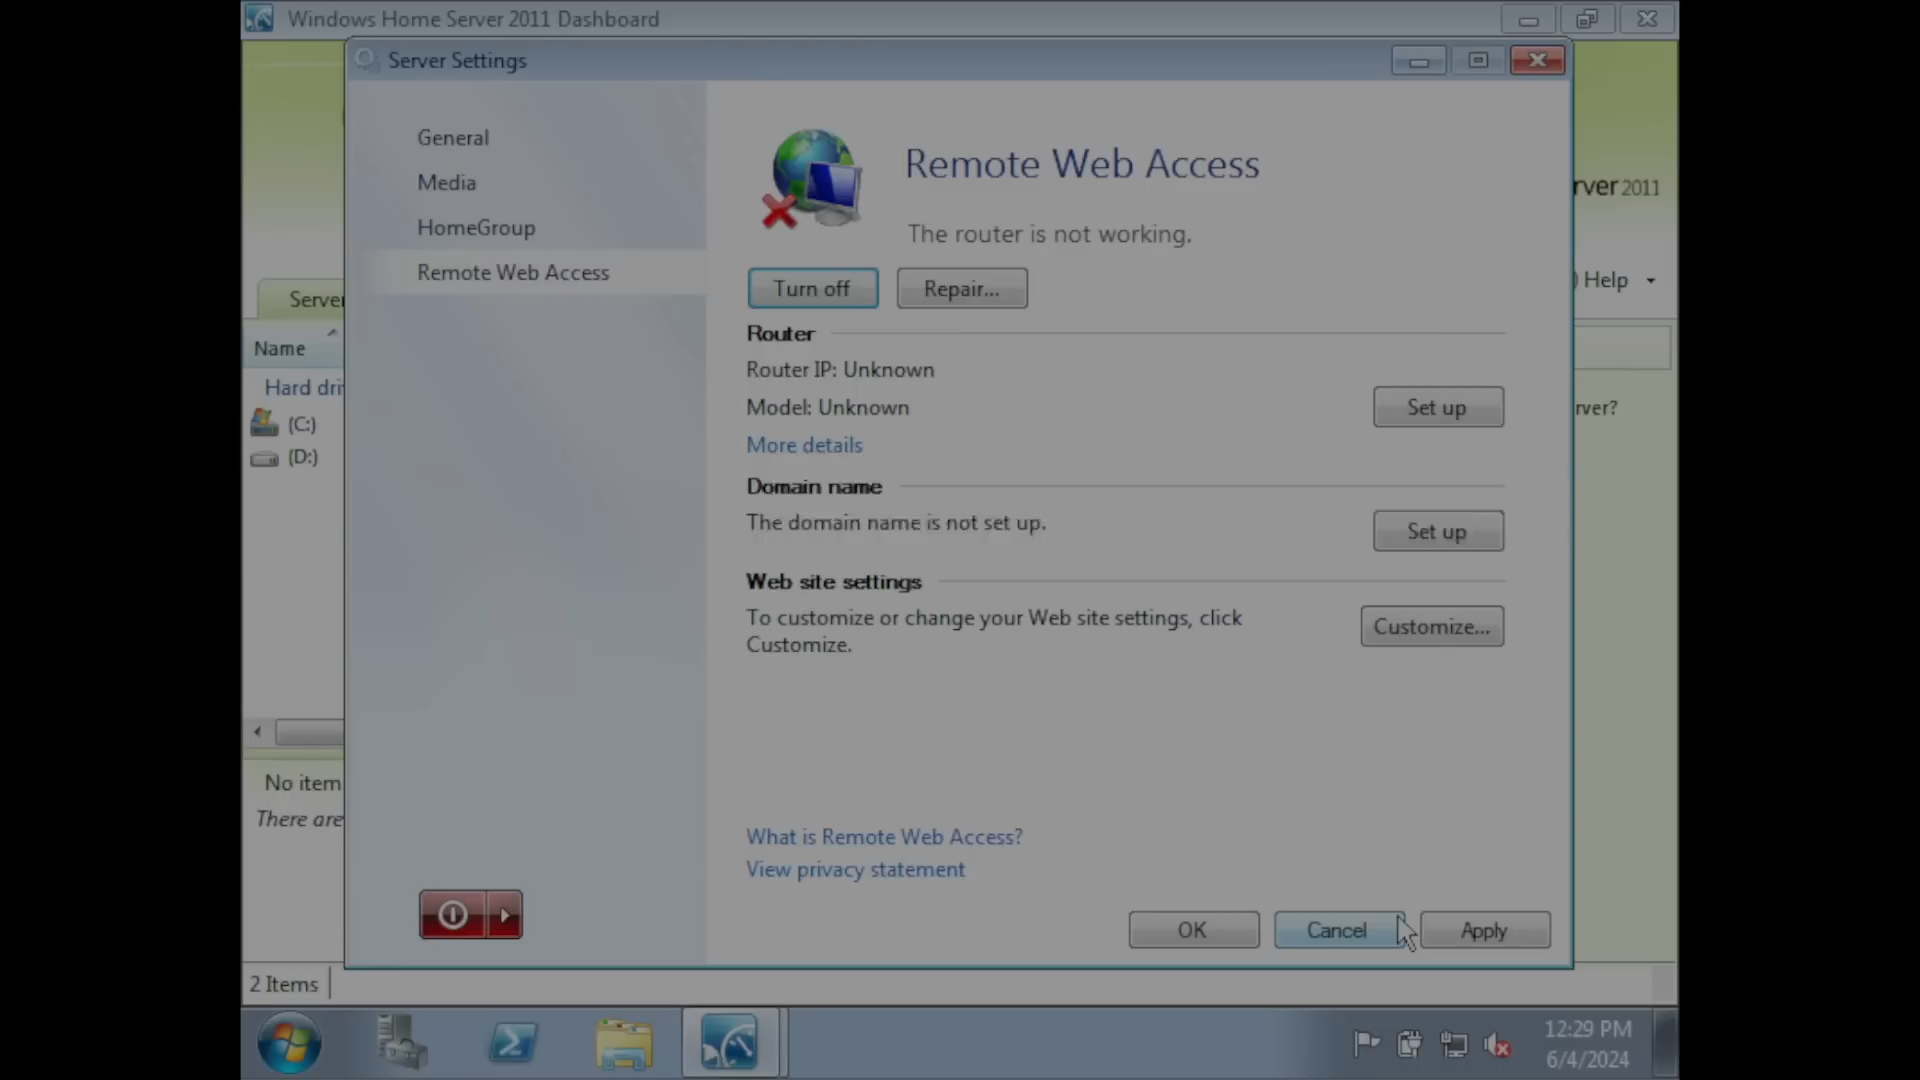 Windows Home Server 2011 Dashboard
Server Settings
General
Media
HomeGroup
Remote Web Access
Remote Web Access
The router is not working.
Turn off
Repair...
Router
Router IP: Unknown
Model: Unknown
Set up
More details
Domain name
The domain name is not set up.
Set up
Web site settings
To customize or change your Web site settings, click
Customize.
Customize...
What is Remote Web Access?
View privacy statement
OK
Cancel
Apply
rver 2011
Help
Server
Name
Hard dri
(C:)
(D:)
rver?
No item
There are
2 Items
12:29 PM
6/4/2024